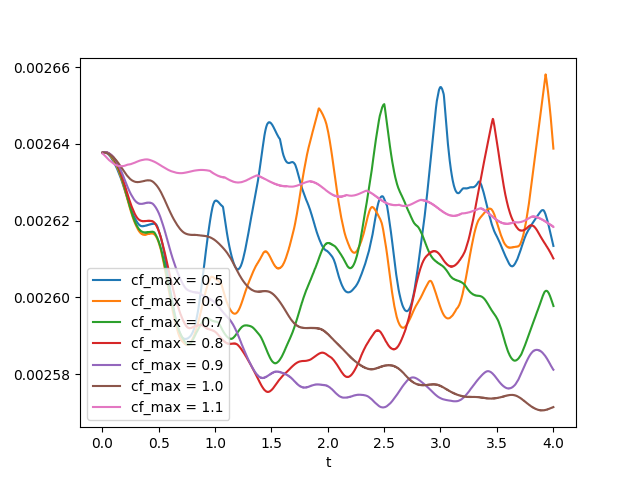 0.00266
0.00264
0.00262
0.00260
0.00258
cf_max = 0.5
cf_max = 0.6
cf_max = 0.7
cf_max = 0.8
cf_max = 0.9
cf_max = 1.0
cf_max = 1.1
0.0 0.5 1.0 1.5 2.0 2.5 3.0 3.5 4.0
t